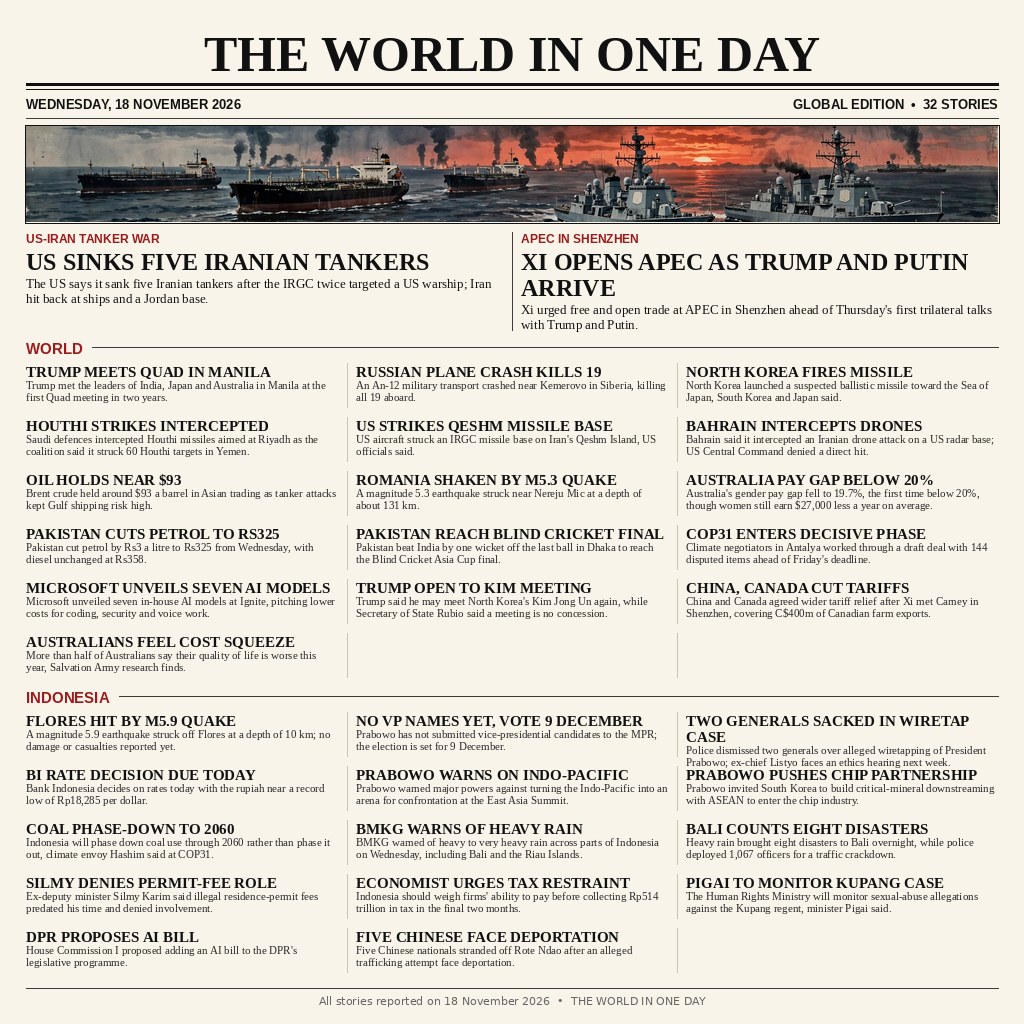 THE WORLD IN ONE DAY
WEDNESDAY, 18 NOVEMBER 2026
GLOBAL EDITION • 32 STORIES
US-IRAN TANKER WAR
US SINKS FIVE IRANIAN TANKERS
The US says it sank five Iranian tankers after the IRGC twice targeted a US warship; Iran
hit back at ships and a Jordan base.
APEC IN SHENZHEN
XI OPENS APEC AS TRUMP AND PUTIN
ARRIVE
Xi urged free and open trade at APEC in Shenzhen ahead of Thursday's first trilateral talks
with Trump and Putin.
WORLD
TRUMP MEETS QUAD IN MANILA
Trump met the leaders of India, Japan and Australia in Manila at the
first Quad meeting in two years.
RUSSIAN PLANE CRASH KILLS 19
An An-12 military transport crashed near Kemerovo in Siberia, killing
all 19 aboard.
NORTH KOREA FIRES MISSILE
North Korea launched a suspected ballistic missile toward the Sea of
Japan, South Korea and Japan said.
HOUTHI STRIKES INTERCEPTED
Saudi defences intercepted Houthi missiles aimed at Riyadh as the
coalition said it struck 60 Houthi targets in Yemen.
US STRIKES QESHM MISSILE BASE
US aircraft struck an IRGC missile base on Iran's Qeshm Island, US
officials said.
BAHRAIN INTERCEPTS DRONES
Bahrain said it intercepted an Iranian drone attack on a US radar base;
US Central Command denied a direct hit.
OIL HOLDS NEAR $93
Brent crude held around $93 a barrel in Asian trading as tanker attacks
kept Gulf shipping risk high.
ROMANIA SHAKEN BY M5.3 QUAKE
A magnitude 5.3 earthquake struck near Nereju Mic at a depth of
about 131 km.
AUSTRALIA PAY GAP BELOW 20%
Australia's gender pay gap fell to 19.7%, the first time below 20%,
though women still earn $27,000 less a year on average.
PAKISTAN CUTS PETROL TO RS325
Pakistan cut petrol by Rs3 a litre to Rs325 from Wednesday, with
diesel unchanged at Rs358.
PAKISTAN REACH BLIND CRICKET FINAL
Pakistan beat India by one wicket off the last ball in Dhaka to reach
the Blind Cricket Asia Cup final.
COP31 ENTERS DECISIVE PHASE
Climate negotiators in Antalya worked through a draft deal with 144
disputed items ahead of Friday's deadline.
MICROSOFT UNVEILS SEVEN AI MODELS
Microsoft unveiled seven in-house AI models at Ignite, pitching lower
costs for coding, security and voice work.
TRUMP OPEN TO KIM MEETING
Trump said he may meet North Korea's Kim Jong Un again, while
Secretary of State Rubio said a meeting is no concession.
CHINA, CANADA CUT TARIFFS
China and Canada agreed wider tariff relief after Xi met Carney in
Shenzhen, covering C$400m of Canadian farm exports.
AUSTRALIANS FEEL COST SQUEEZE
More than half of Australians say their quality of life is worse this
year, Salvation Army research finds.
INDONESIA
FLORES HIT BY M5.9 QUAKE
A magnitude 5.9 earthquake struck off Flores at a depth of 10 km; no
damage or casualties reported yet.
NO VP NAMES YET, VOTE 9 DECEMBER
Prabowo has not submitted vice-presidential candidates to the MPR;
the election is set for 9 December.
TWO GENERALS SACKED IN WIRETAP
CASE
Police dismissed two generals over alleged wiretapping of President
Prabowo; ex-chief Listyo faces an ethics hearing next week.
BI RATE DECISION DUE TODAY
Bank Indonesia decides on rates today with the rupiah near a record
low of Rp18,285 per dollar.
PRABOWO WARNS ON INDO-PACIFIC
Prabowo warned major powers against turning the Indo-Pacific into an
arena for confrontation at the East Asia Summit.
PRABOWO PUSHES CHIP PARTNERSHIP
Prabowo invited South Korea to build critical-mineral downstreaming
with ASEAN to enter the chip industry.
COAL PHASE-DOWN TO 2060
Indonesia will phase down coal use through 2060 rather than phase it
out, climate envoy Hashim said at COP31.
BMKG WARNS OF HEAVY RAIN
BMKG warned of heavy to very heavy rain across parts of Indonesia
on Wednesday, including Bali and the Riau Islands.
BALI COUNTS EIGHT DISASTERS
Heavy rain brought eight disasters to Bali overnight, while police
deployed 1,067 officers for a traffic crackdown.
SILMY DENIES PERMIT-FEE ROLE
Ex-deputy minister Silmy Karim said illegal residence-permit fees
predated his time and denied involvement.
ECONOMIST URGES TAX RESTRAINT
Indonesia should weigh firms' ability to pay before collecting Rp514
trillion in tax in the final two months.
PIGAI TO MONITOR KUPANG CASE
The Human Rights Ministry will monitor sexual-abuse allegations
against the Kupang regent, minister Pigai said.
DPR PROPOSES AI BILL
House Commission I proposed adding an AI bill to the DPR's
legislative programme.
FIVE CHINESE FACE DEPORTATION
Five Chinese nationals stranded off Rote Ndao after an alleged
trafficking attempt face deportation.
All stories reported on 18 November 2026 • THE WORLD IN ONE DAY